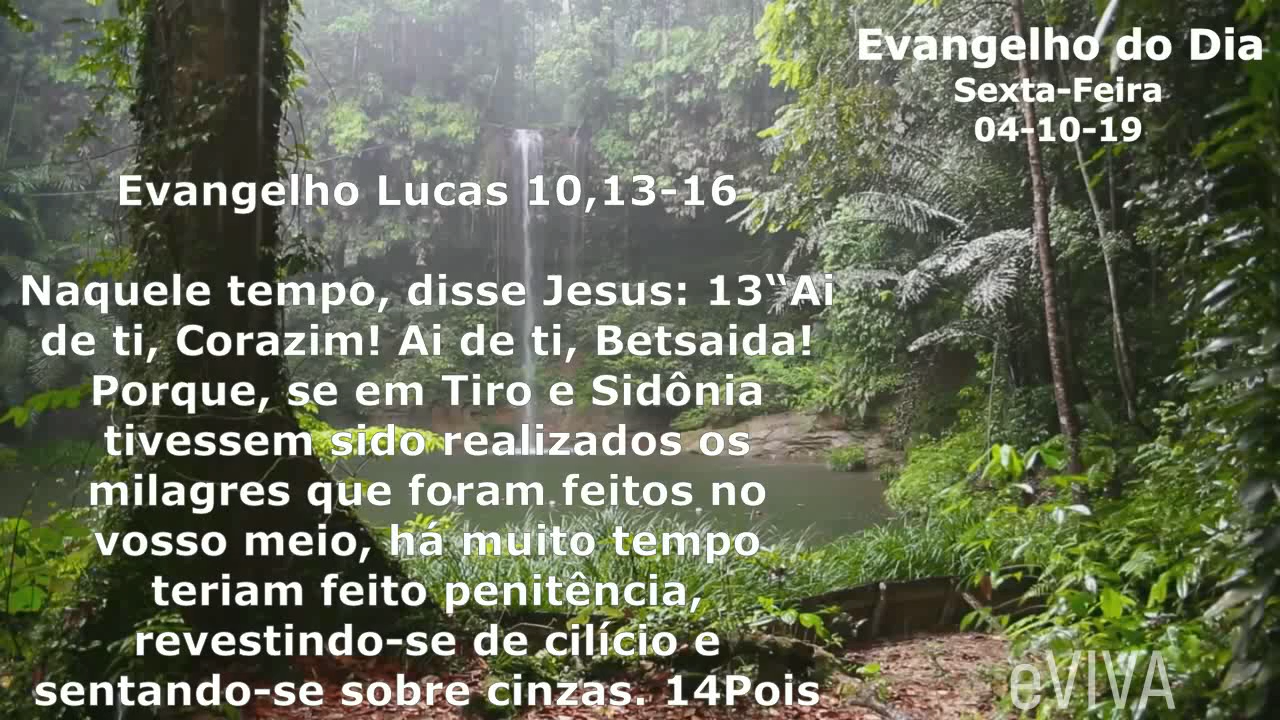 Evangelho do Dia
Sexta-Feira
04-10-19
Evangelho Lucas 10,13-16
Naquele tempo, disse Jesus: 13“Ai
de ti, Corazim! Ai de ti, Betsaida!
Porque, se em Tiro e Sidônia
tivessem sido realizados os
milagres que foram feitos no
vosso meio, há muito tempo
teriam feito penitência,
revestindo-se de cilício e
sentando-se sobre cinzas. 14Pois
eVIVA